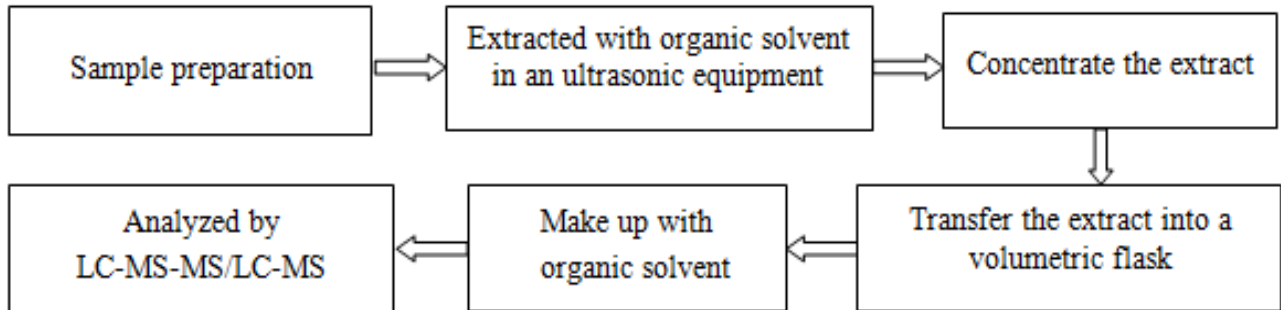 Sample preparation
Extracted with organic solvent
in an ultrasonic equipment
Concentrate the extract
Transfer the extract into a
volumetric flask
Make up with
organic solvent
Analyzed by
LC-MS-MS/LC-MS